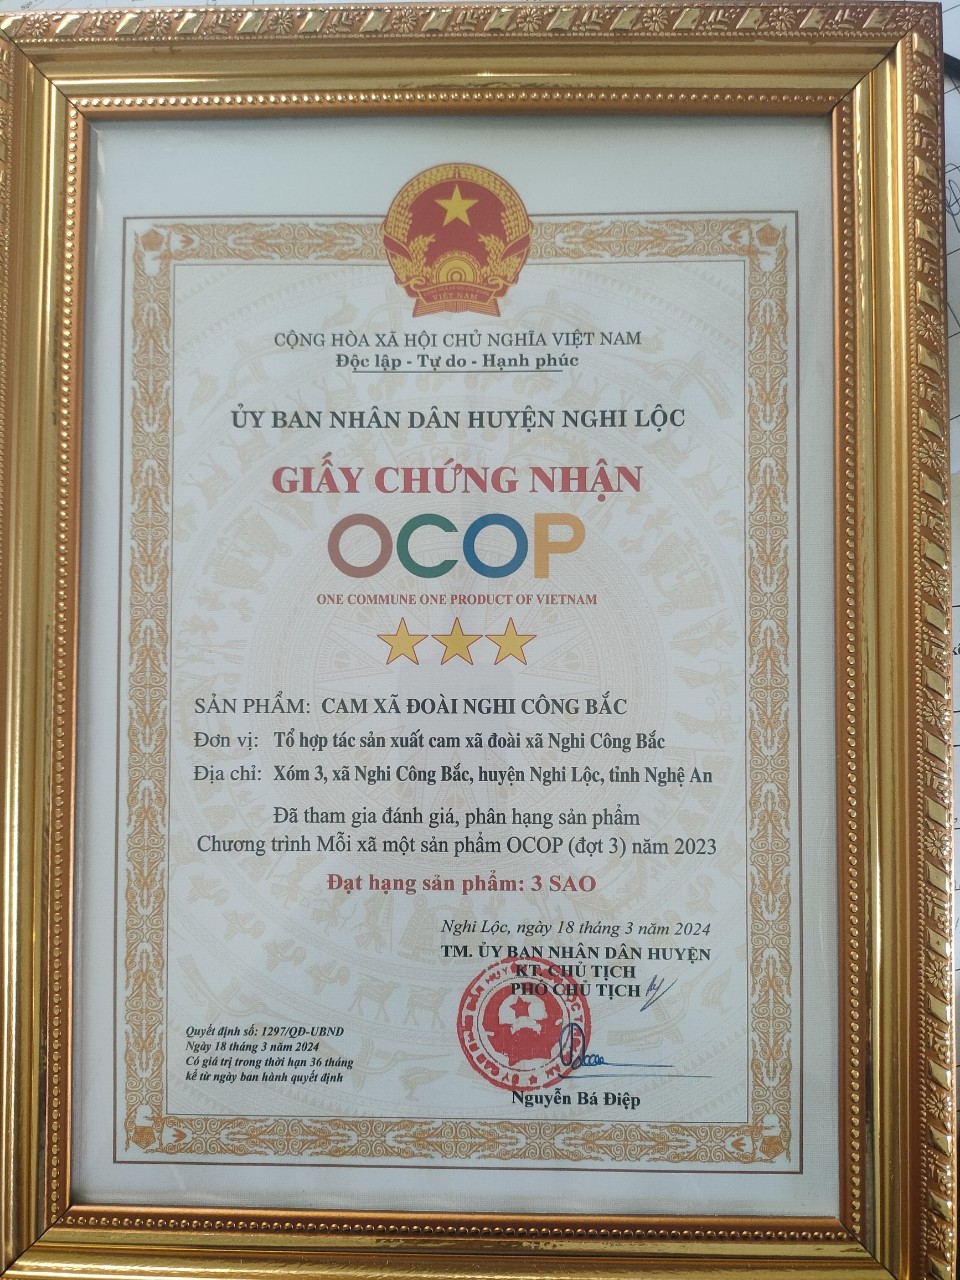 VIỆT NAM
CỘNG HÒA XÃ HỘI CHỦ NGHĨA VIỆT NAM
Độc lập - Tự do - Hạnh phúc
ỦY BAN NHÂN DÂN HUYỆN NGHI LỘC
GIẤY CHỨNG NHẬN
OCOP
ONE COMMUNE ONE PRODUCT OF VIETNAM
SẢN PHẨM: CAM XÃ ĐOÀI NGHI CÔNG BẮC
Đơn vị: Tổ hợp tác sản xuất cam xã đoài xã Nghi Công Bắc
Địa chỉ: Xóm 3, xã Nghi Công Bắc, huyện Nghi Lộc, tỉnh Nghệ An
Đã tham gia đánh giá, phân hạng sản phẩm
Chương trình Mỗi xã một sản phẩm OCOP (đợt 3) năm 2023
Đạt hạng sản phẩm: 3 SAO
Nghi Lộc, ngày 18 tháng 3 năm 2024
TM. ỦY BAN NHÂN DÂN HUYỆN
KT. CHỦ TỊCH
PHÓ CHỦ TỊCH
Nguyễn Bá Điệp
Quyết định số: 1297/QĐ-UBND
Ngày 18 tháng 3 năm 2024
Có giá trị trong thời hạn 36 tháng
kể từ ngày ban hành quyết định